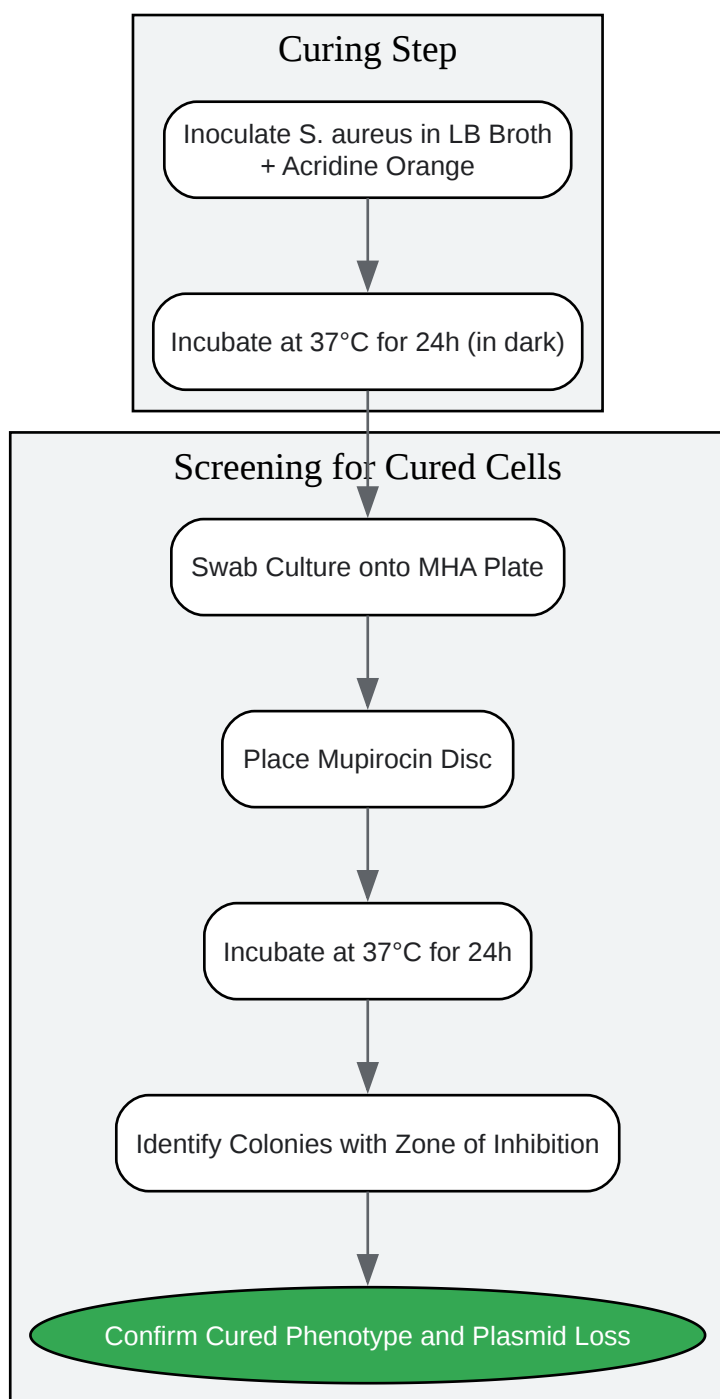 Curing Step
Inoculate S. aureus in LB Broth
+ Acridine Orange
Incubate at 37°C for 24h (in dark)
Screening for Cured Cells
Swab Culture onto MHA Plate
Place Mupirocin Disc
Incubate at 37°C for 24h
Identify Colonies with Zone of Inhibition
Confirm Cured Phenotype and Plasmid Loss